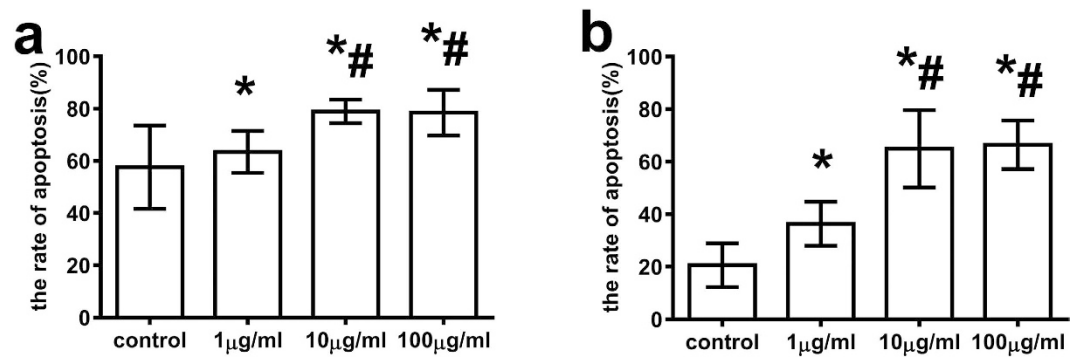 a
the rate of apoptosis(%)
100
80
60
40
20
0
*
*#
*#
control
1μg/ml
10μg/ml
100μg/ml
b
the rate of apoptosis(%)
100
80
60
40
20
0
*
*#
*#
control
1μg/ml
10μg/ml
100μg/ml